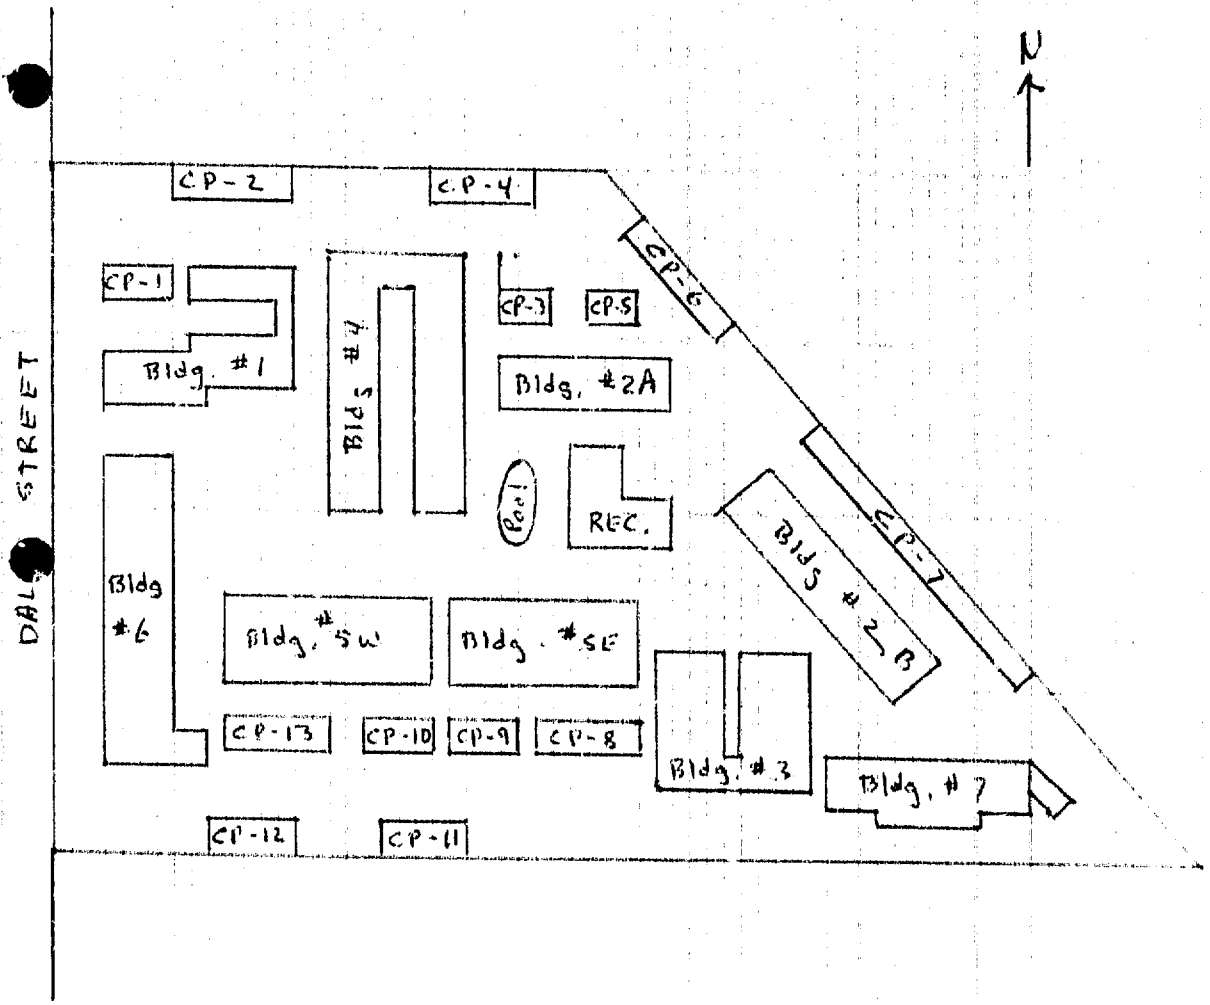 N
CP-2
CP-4
CP-6
CP-1
CP-3
CP-5
Bldg. #1
Bldg #4
Bldg. #2A
STREET
Pool
REC.
CP-7
Bldg #2B
DAL
Bldg
#6
Bldg. #5W
Bldg. #5E
CP-13
CP-10
CP-9
CP-8
Bldg. #3
Bldg. #7
CP-12
CP-11